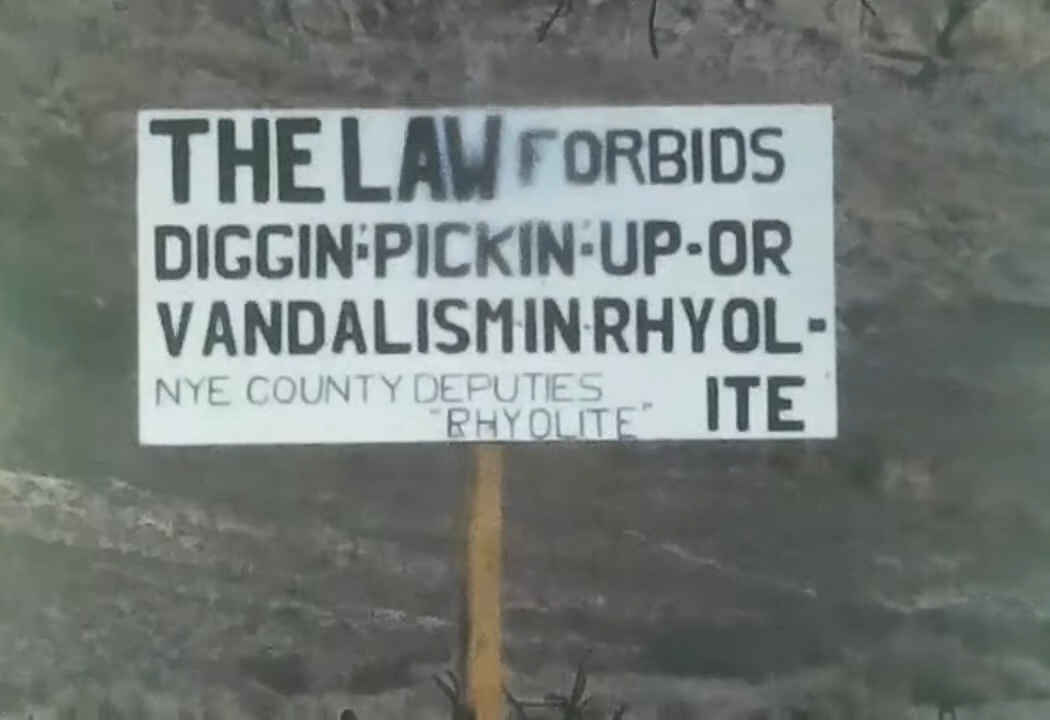 THE LAW FORBIDS
DIGGIN:PICKIN:UP-OR
VANDALISM-IN-RHYOL-
ITE
NYE COUNTY DEPUTIES
"RHYOLITE"